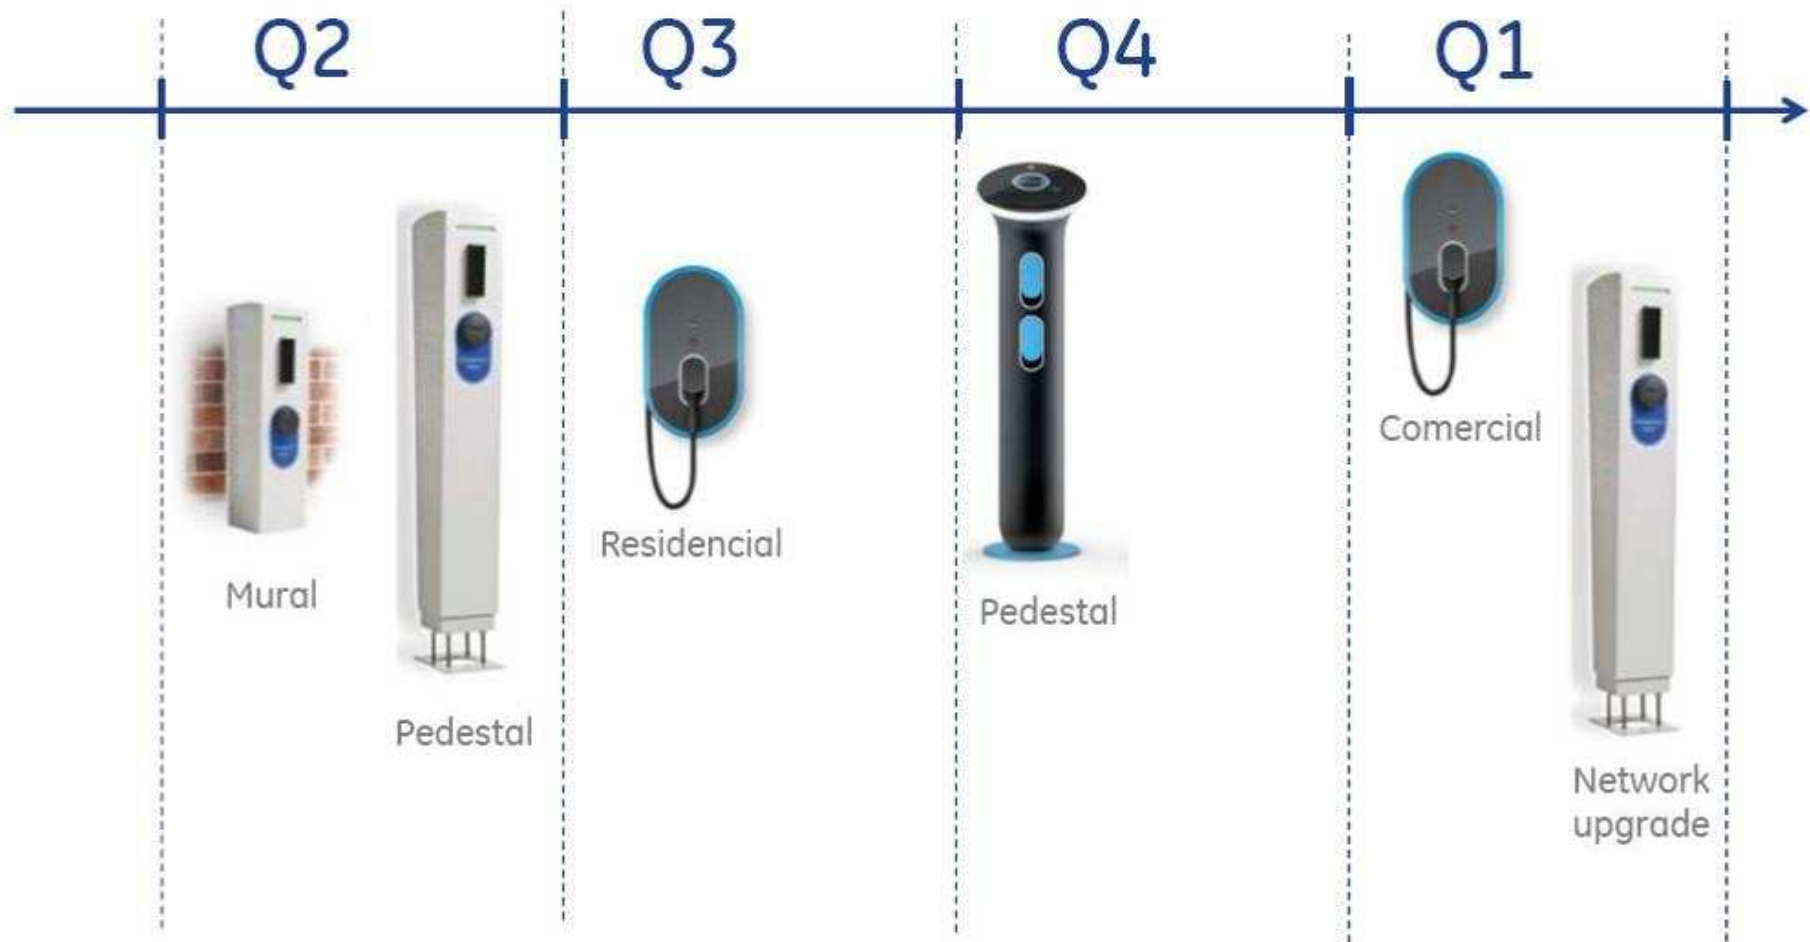 Q2
Q3
Q4
Q1
Mural
Pedestal
Residencial
Pedestal
Comercial
Network
upgrade